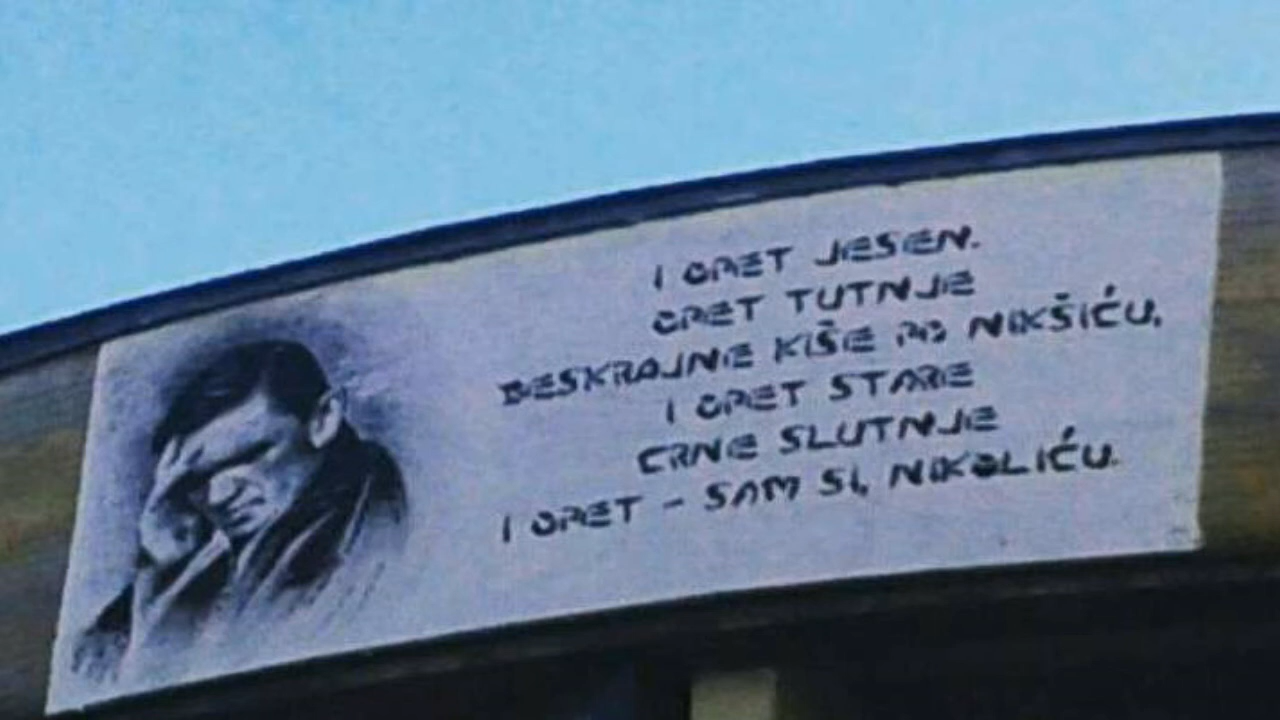 I OPET JESEN.
OPET TUTNJE
BESKRAJNE KIŠE PO NIKŠIĆU,
I OPET STARE
CRNE SLUTNJE
I OPET - SAM SI, NIKOLIĆU.